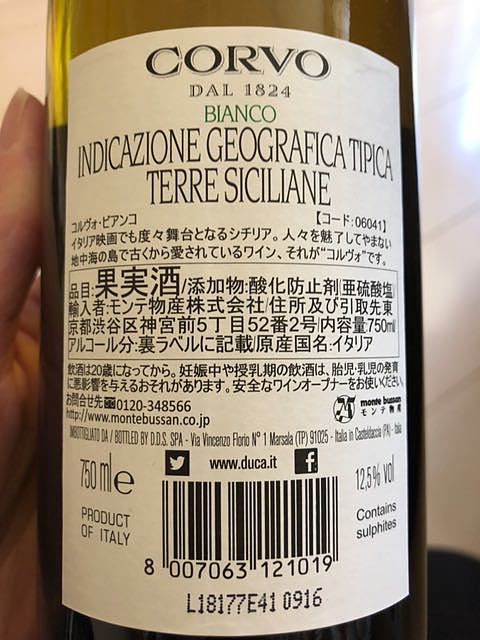 CORVO
DAL 1824
BIANCO
INDICAZIONE GEOGRAFICA TIPICA
TERRE SICILIANE
コルヴォ・ビアンコ 【コード:06041】
イタリア映画でも度々舞台となるシチリア。人々を魅了してやまない
地中海の島で古くから愛されているワイン、それが“コルヴォ”です。
品目:果実酒/添加物:酸化防止剤(亜硫酸塩)/
輸入者:モンテ物産株式会社/住所及び引取先東
京都渋谷区神宮前5丁目52番2号/内容量:750ml/
アルコール分:裏ラベルに記載/原産国名:イタリア
飲酒は20歳になってから。妊娠中や授乳期の飲酒は、胎児・乳児の発育
に悪影響を与えるおそれがあります。安全なワインオープナーをお使いください。
お問合せ先 0120-348566
http://www.montebussan.co.jp
monte bussan
モンテ物産
IMBOTTIGLIATO DA / BOTTLED BY D.D.S. SPA - Via Vincenzo Florio N° 1 Marsala (TP) 91025 - Italia in Casteldaccia (PA) - Italia
www.duca.it
750 ml e
12,5% vol
PRODUCT
OF ITALY
Contains
sulphites
8 007063 121019
L18177E41 0916